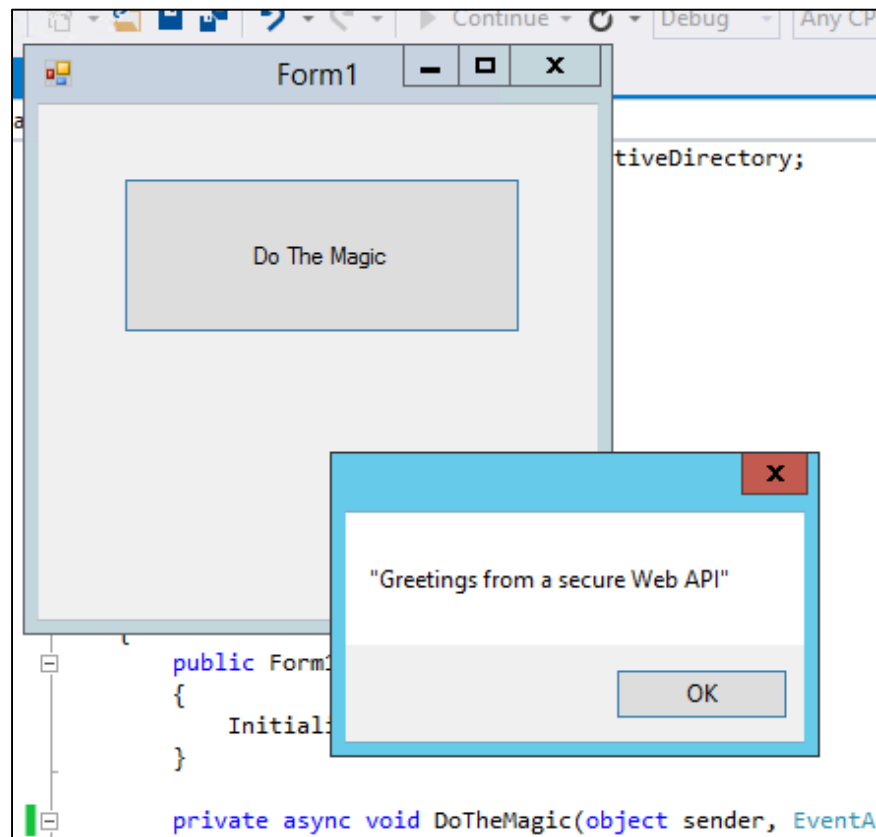 Continue
Debug
Any CP
Form1
a
tiveDirectory;
Do The Magic
"Greetings from a secure Web API"
OK
{
public Form1
{
Initiali
}
private async void DoTheMagic(object sender, EventA